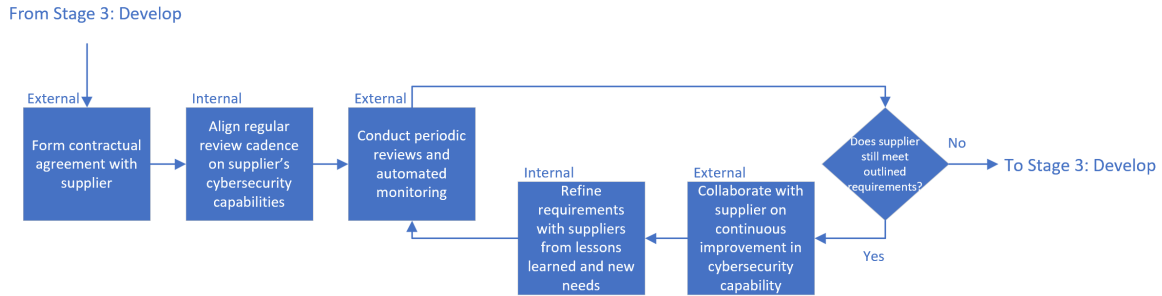 From Stage 3: Develop
External
Form contractual
agreement with
supplier
Internal
Align regular
review cadence
on supplier’s
cybersecurity
capabilities
External
Conduct periodic
reviews and
automated
monitoring
Does supplier
still meet
outlined
requirements?
No
To Stage 3: Develop
Yes
External
Collaborate with
supplier on
continuous
improvement in
cybersecurity
capability
Internal
Refine
requirements
with suppliers
from lessons
learned and new
needs